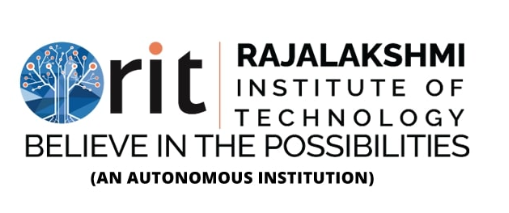 rit
RAJALAKSHMI
INSTITUTE OF
TECHNOLOGY
BELIEVE IN THE POSSIBILITIES
(AN AUTONOMOUS INSTITUTION)